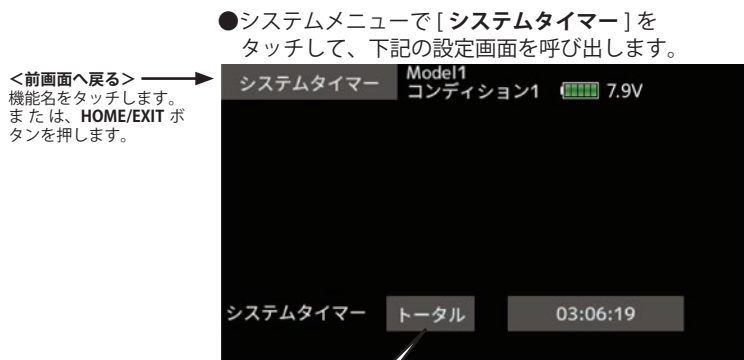 ●システムメニューで [ システムタイマー ] を
タッチして、下記の設定画面を呼び出します。
<前画面へ戻る>
機能名をタッチします。
ま た は、HOME/EXIT ボ
タンを押します。
システムタイマー
Model1
コンディション1 7.9V
システムタイマー トータル 03:06:19